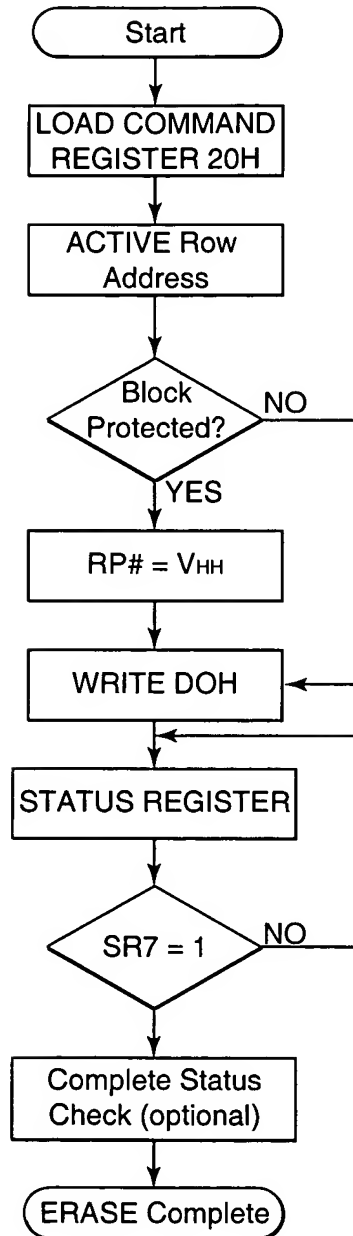 Start
LOAD COMMAND
REGISTER 20H
ACTIVE Row
Address
Block
Protected?
NO
YES
RP# = VHH
WRITE DOH
STATUS REGISTER
SR7 = 1
NO
Complete Status
Check (optional)
ERASE Complete